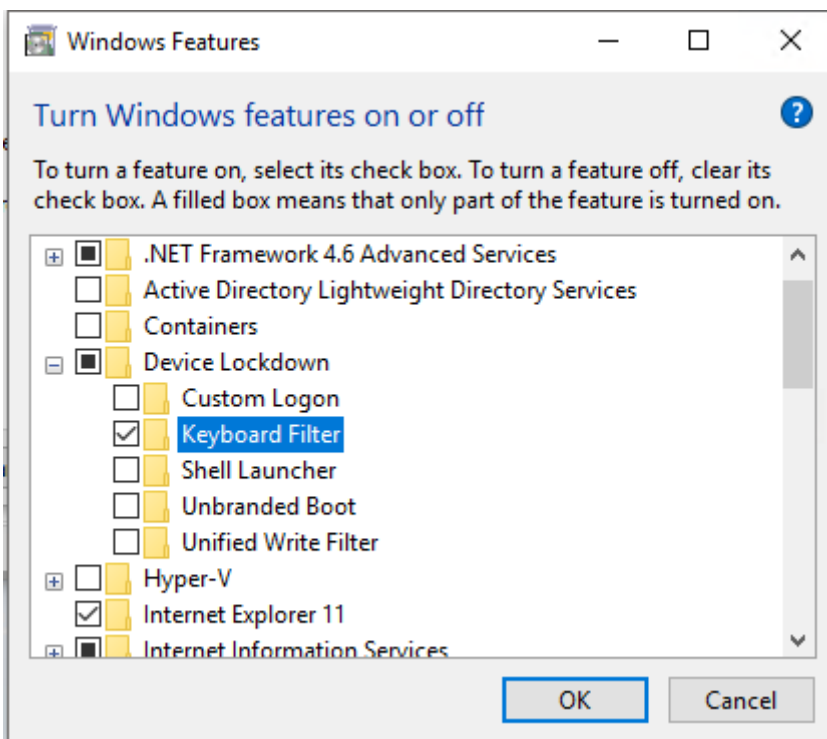 Windows Features
Turn Windows features on or off
?
To turn a feature on, select its check box. To turn a feature off, clear its
check box. A filled box means that only part of the feature is turned on.
.NET Framework 4.6 Advanced Services
Active Directory Lightweight Directory Services
Containers
Device Lockdown
Custom Logon
Keyboard Filter
Shell Launcher
Unbranded Boot
Unified Write Filter
Hyper-V
Internet Explorer 11
Internet Information Services
OK Cancel